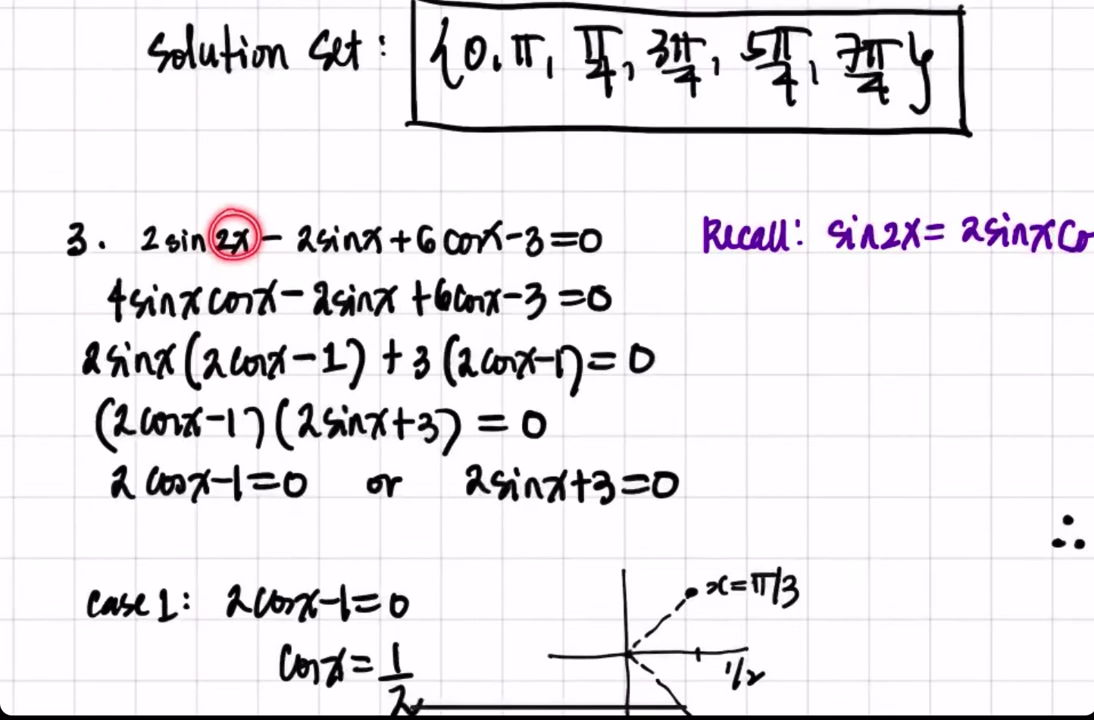 Solution Set: {0, π, π/4, 3π/4, 5π/4, 7π/4}
3. 2sin2x - 2sinx + 6cosx - 3 = 0
Recall: sin2x = 2sinxco
4sinxcosx - 2sinx + 6cosx - 3 = 0
2sinx(2cosx - 1) + 3(2cosx - 1) = 0
(2cosx - 1)(2sinx + 3) = 0
2cosx - 1 = 0 or 2sinx + 3 = 0
∴
case 1: 2cosx - 1 = 0
x = π/3
cosx = 1/2
1/2